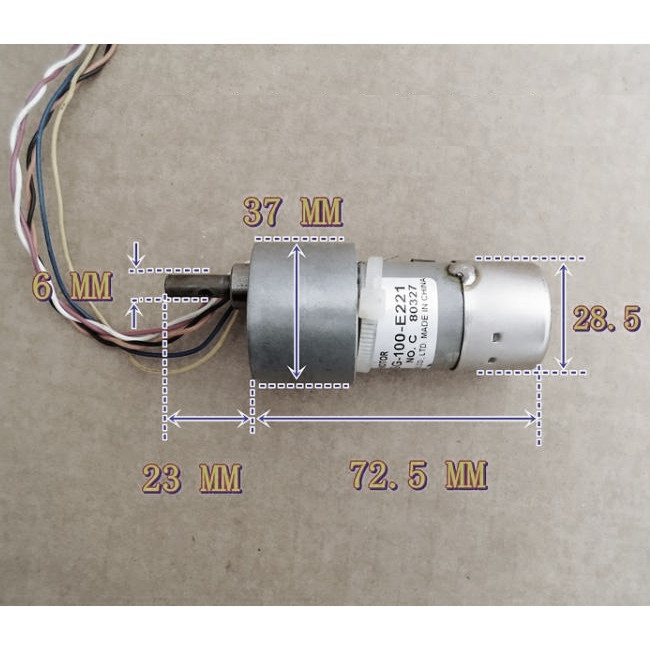 37 MM
6 MM
28.5
23 MM
72.5 MM
G-100-E221
NO. C 80327
LTD. MADE IN CHINA